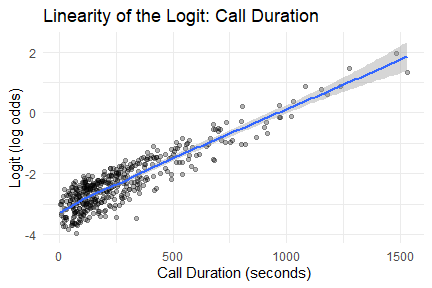 Linearity of the Logit: Call Duration
Logit (log odds)
2
0
-2
-4
0
500
1000
1500
Call Duration (seconds)